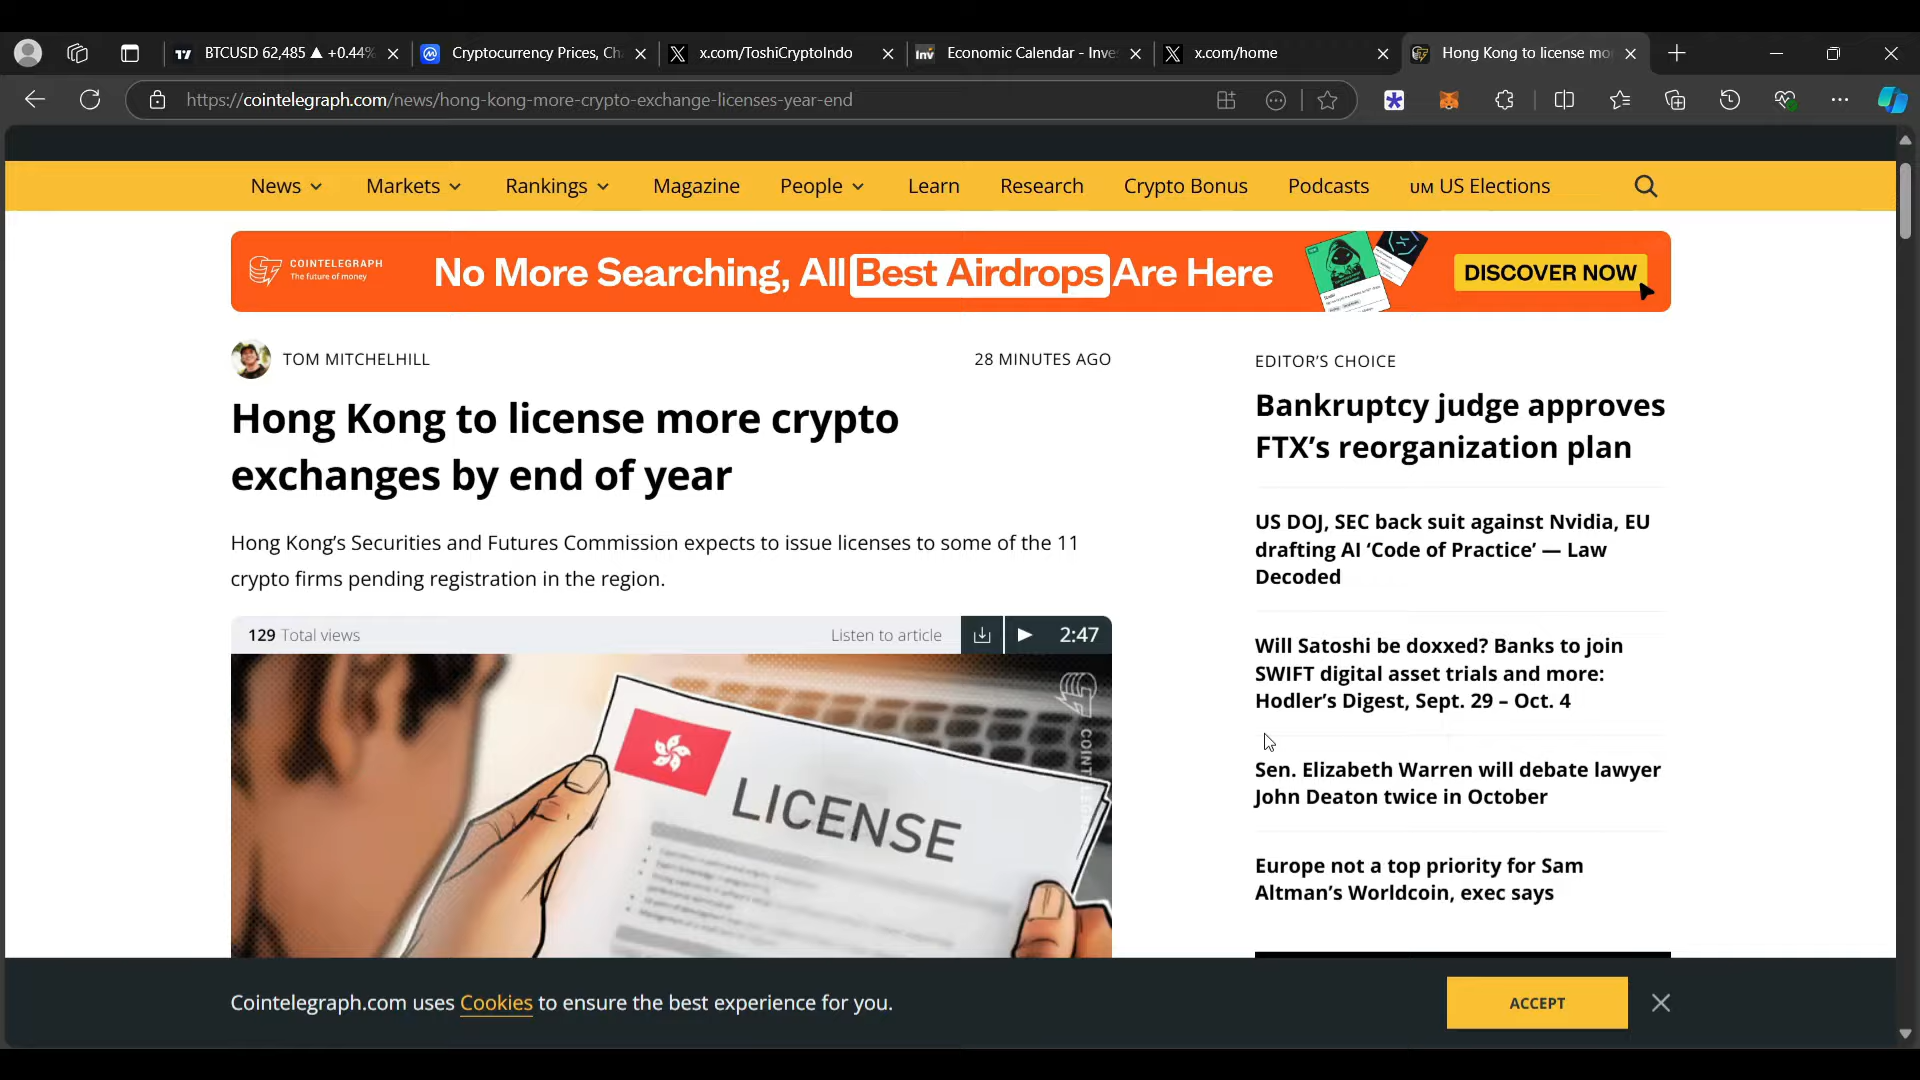 BTCUSD 62,485 ▲ +0.44%
Cryptocurrency Prices, Ch
x.com/ToshiCryptoIndo
Inv
Economic Calendar - Inve
x.com/home
Hong Kong to license mo
https://cointelegraph.com/news/hong-kong-more-crypto-exchange-licenses-year-end
News
Markets
Rankings
Magazine
People
Learn
Research
Crypto Bonus
Podcasts
UM US Elections
COINTELEGRAPH
The future of money
No More Searching, All Best Airdrops Are Here
DISCOVER NOW
TOM MITCHELHILL
28 MINUTES AGO
Hong Kong to license more crypto
exchanges by end of year
Hong Kong's Securities and Futures Commission expects to issue licenses to some of the 11
crypto firms pending registration in the region.
129 Total views
Listen to article
2:47
LICENSE
EDITOR'S CHOICE
Bankruptcy judge approves
FTX's reorganization plan
US DOJ, SEC back suit against Nvidia, EU
drafting AI 'Code of Practice' — Law
Decoded
Will Satoshi be doxxed? Banks to join
SWIFT digital asset trials and more:
Hodler's Digest, Sept. 29 – Oct. 4
Sen. Elizabeth Warren will debate lawyer
John Deaton twice in October
Europe not a top priority for Sam
Altman's Worldcoin, exec says
Cointelegraph.com uses Cookies to ensure the best experience for you.
ACCEPT